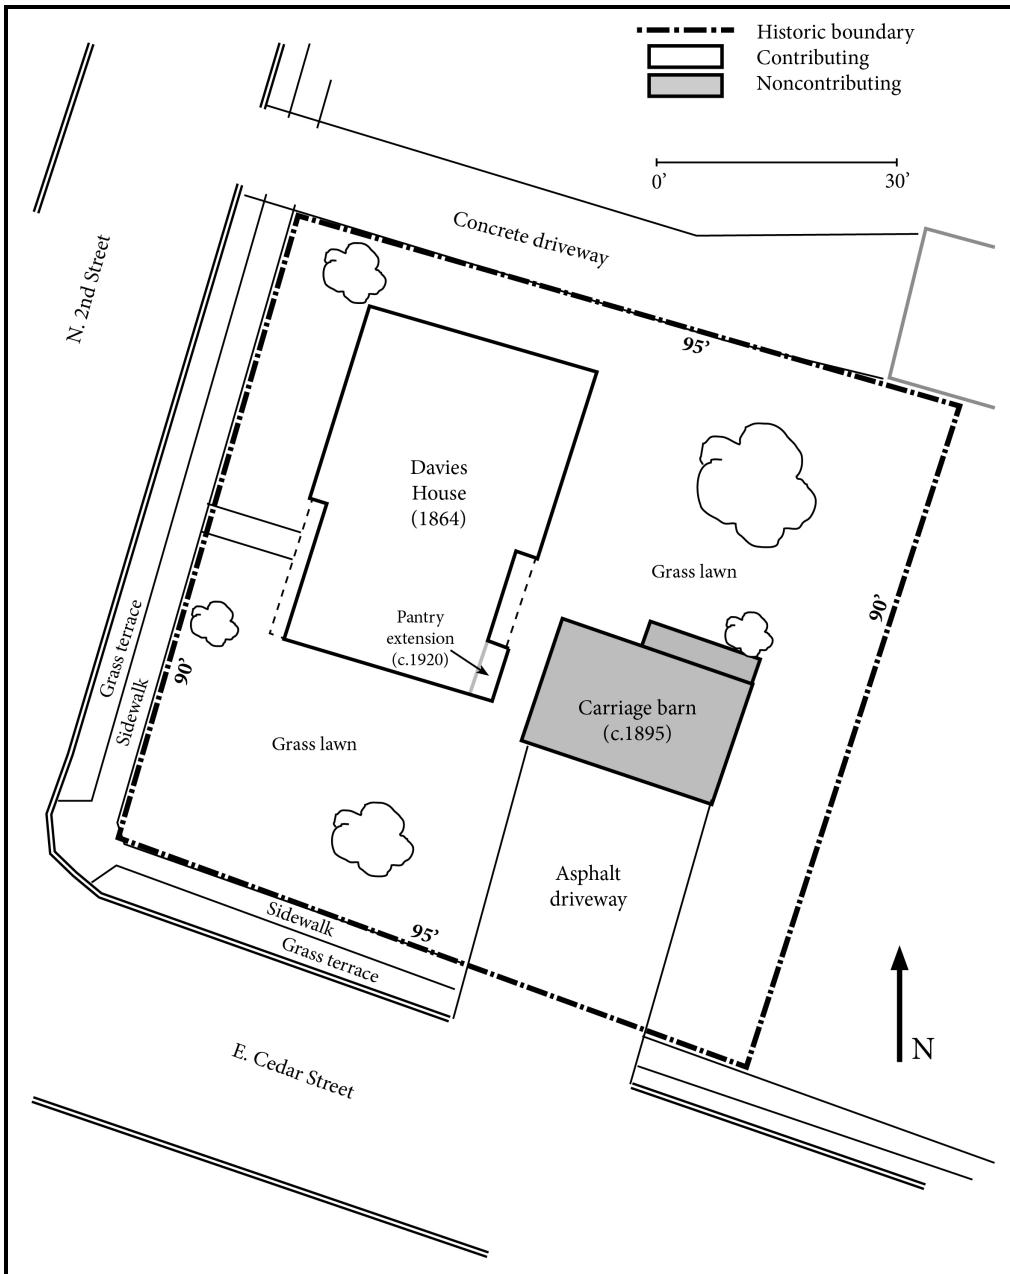 Historic boundary
Contributing
Noncontributing
0’
30’
Concrete driveway
N. 2nd Street
95’
Davies
House
(1864)
Grass lawn
90’
Pantry
extension
(c.1920)
Grass terrace
Sidewalk
90’
Carriage barn
(c.1895)
Grass lawn
Asphalt
driveway
Sidewalk
95’
Grass terrace
N
E. Cedar Street